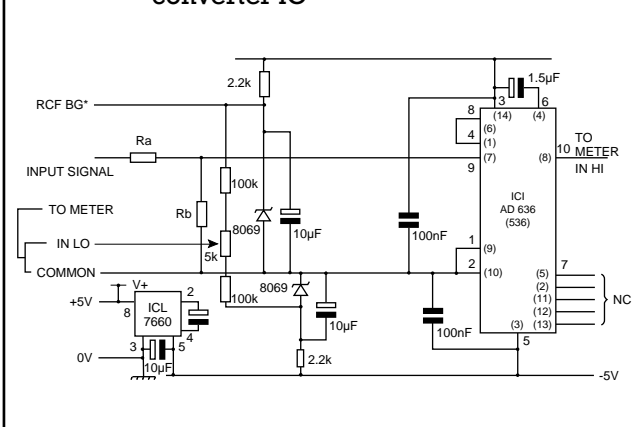 converter IC
2.2k
1.5µF
RCF BG*
8
3
6
(14)
(4)
(6)
4
(1)
TO
Ra
10 METER
(7)
(8)
INPUT SIGNAL
9
IN HI
100k
ICI
AD 636
(536)
TO METER
Rb
8069
10µF
100nF
IN LO
5k
1
(9)
COMMON
2
(10)
7
(5)
V+
8069
(2)
+5V
ICL
7660
2
8
100k
(11)
NC
(12)
4
10µF
100nF
(3)
(13)
3
5
5
0V
10µF
2.2k
-5V